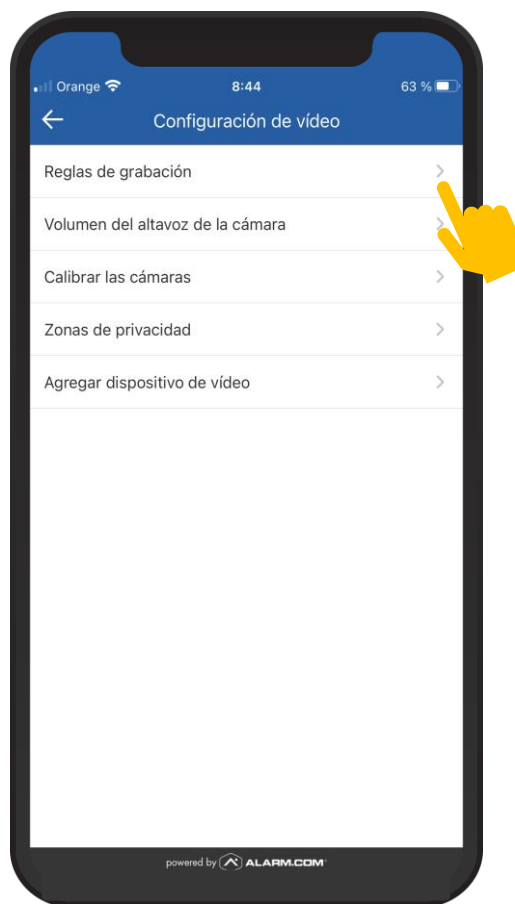 Orange 8:44 63 %
Configuración de vídeo
Reglas de grabación
Volumen del altavoz de la cámara
Calibrar las cámaras
Zonas de privacidad
Agregar dispositivo de vídeo
powered by ALARM.COM